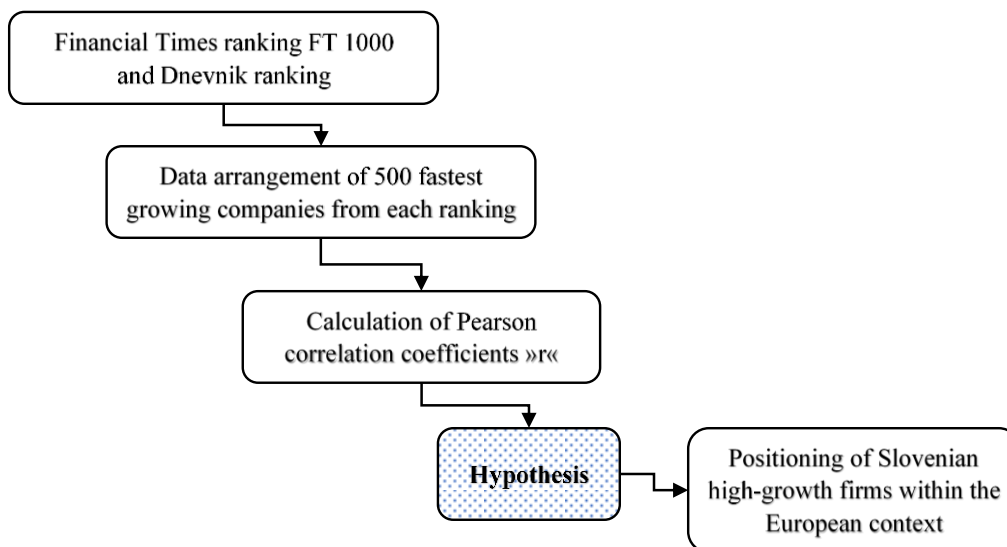 Financial Times ranking FT 1000
and Dnevnik ranking
Data arrangement of 500 fastest
growing companies from each ranking
Calculation of Pearson
correlation coefficients »r«
Hypothesis
Positioning of Slovenian
high-growth firms within the
European context